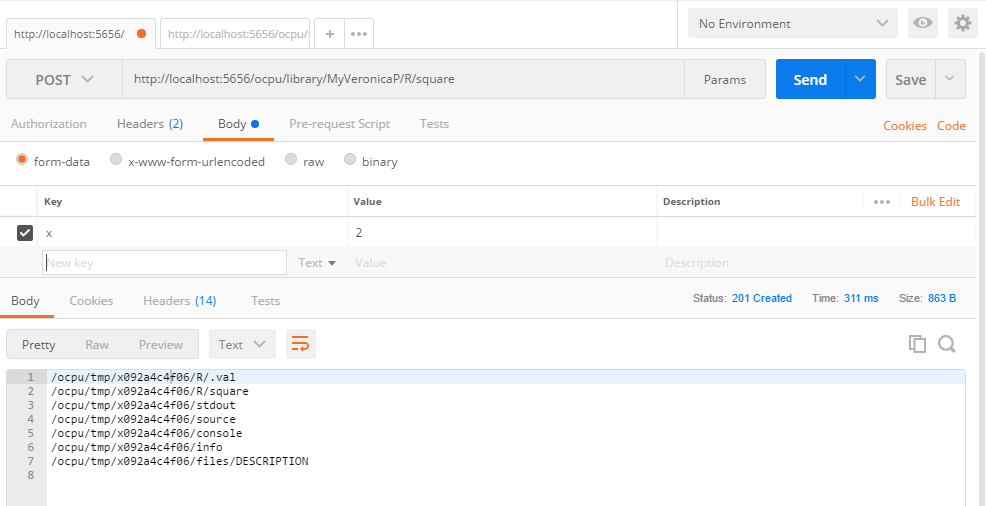 No Environment
http://localhost:5656/
http://localhost:5656/ocpu/
POST
http://localhost:5656/ocpu/library/MyVeronicaP/R/square
Params
Send
Save
Authorization
Headers (2)
Body
Pre-request Script
Tests
Cookies
Code
form-data
x-www-form-urlencoded
raw
binary
Key
Value
Description
Bulk Edit
x
2
New key
Text
Value
Description
Body
Cookies
Headers (14)
Tests
Status: 201 Created
Time: 311 ms
Size: 863 B
Pretty
Raw
Preview
Text
1 /ocpu/tmp/x092a4c4f06/R/.val
2 /ocpu/tmp/x092a4c4f06/R/square
3 /ocpu/tmp/x092a4c4f06/stdout
4 /ocpu/tmp/x092a4c4f06/source
5 /ocpu/tmp/x092a4c4f06/console
6 /ocpu/tmp/x092a4c4f06/info
7 /ocpu/tmp/x092a4c4f06/files/DESCRIPTION
8